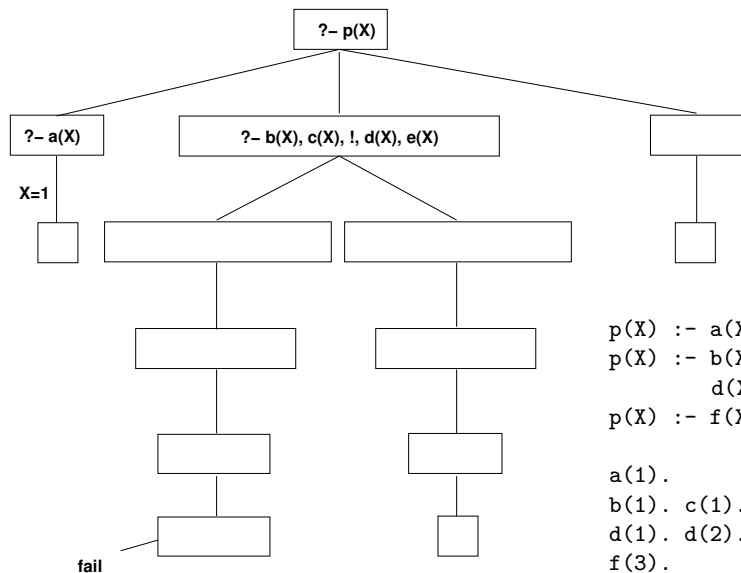 ?– p(X)
?– a(X)
?– b(X), c(X), !, d(X), e(X)
X=1
p(X) :- a(X
p(X) :- b(X
d(X
p(X) :- f(X
a(1).
b(1). c(1).
d(1). d(2).
f(3).
fail